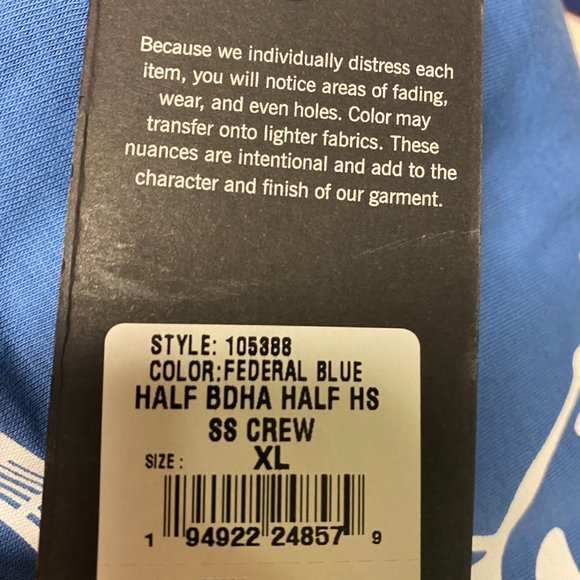 Because we individually distress each
item, you will notice areas of fading,
wear, and even holes. Color may
transfer onto lighter fabrics. These
nuances are intentional and add to the
character and finish of our garment.
STYLE: 105388
COLOR:FEDERAL BLUE
HALF BDHA HALF HS
SS CREW
SIZE: XL
1 94922 24857 9